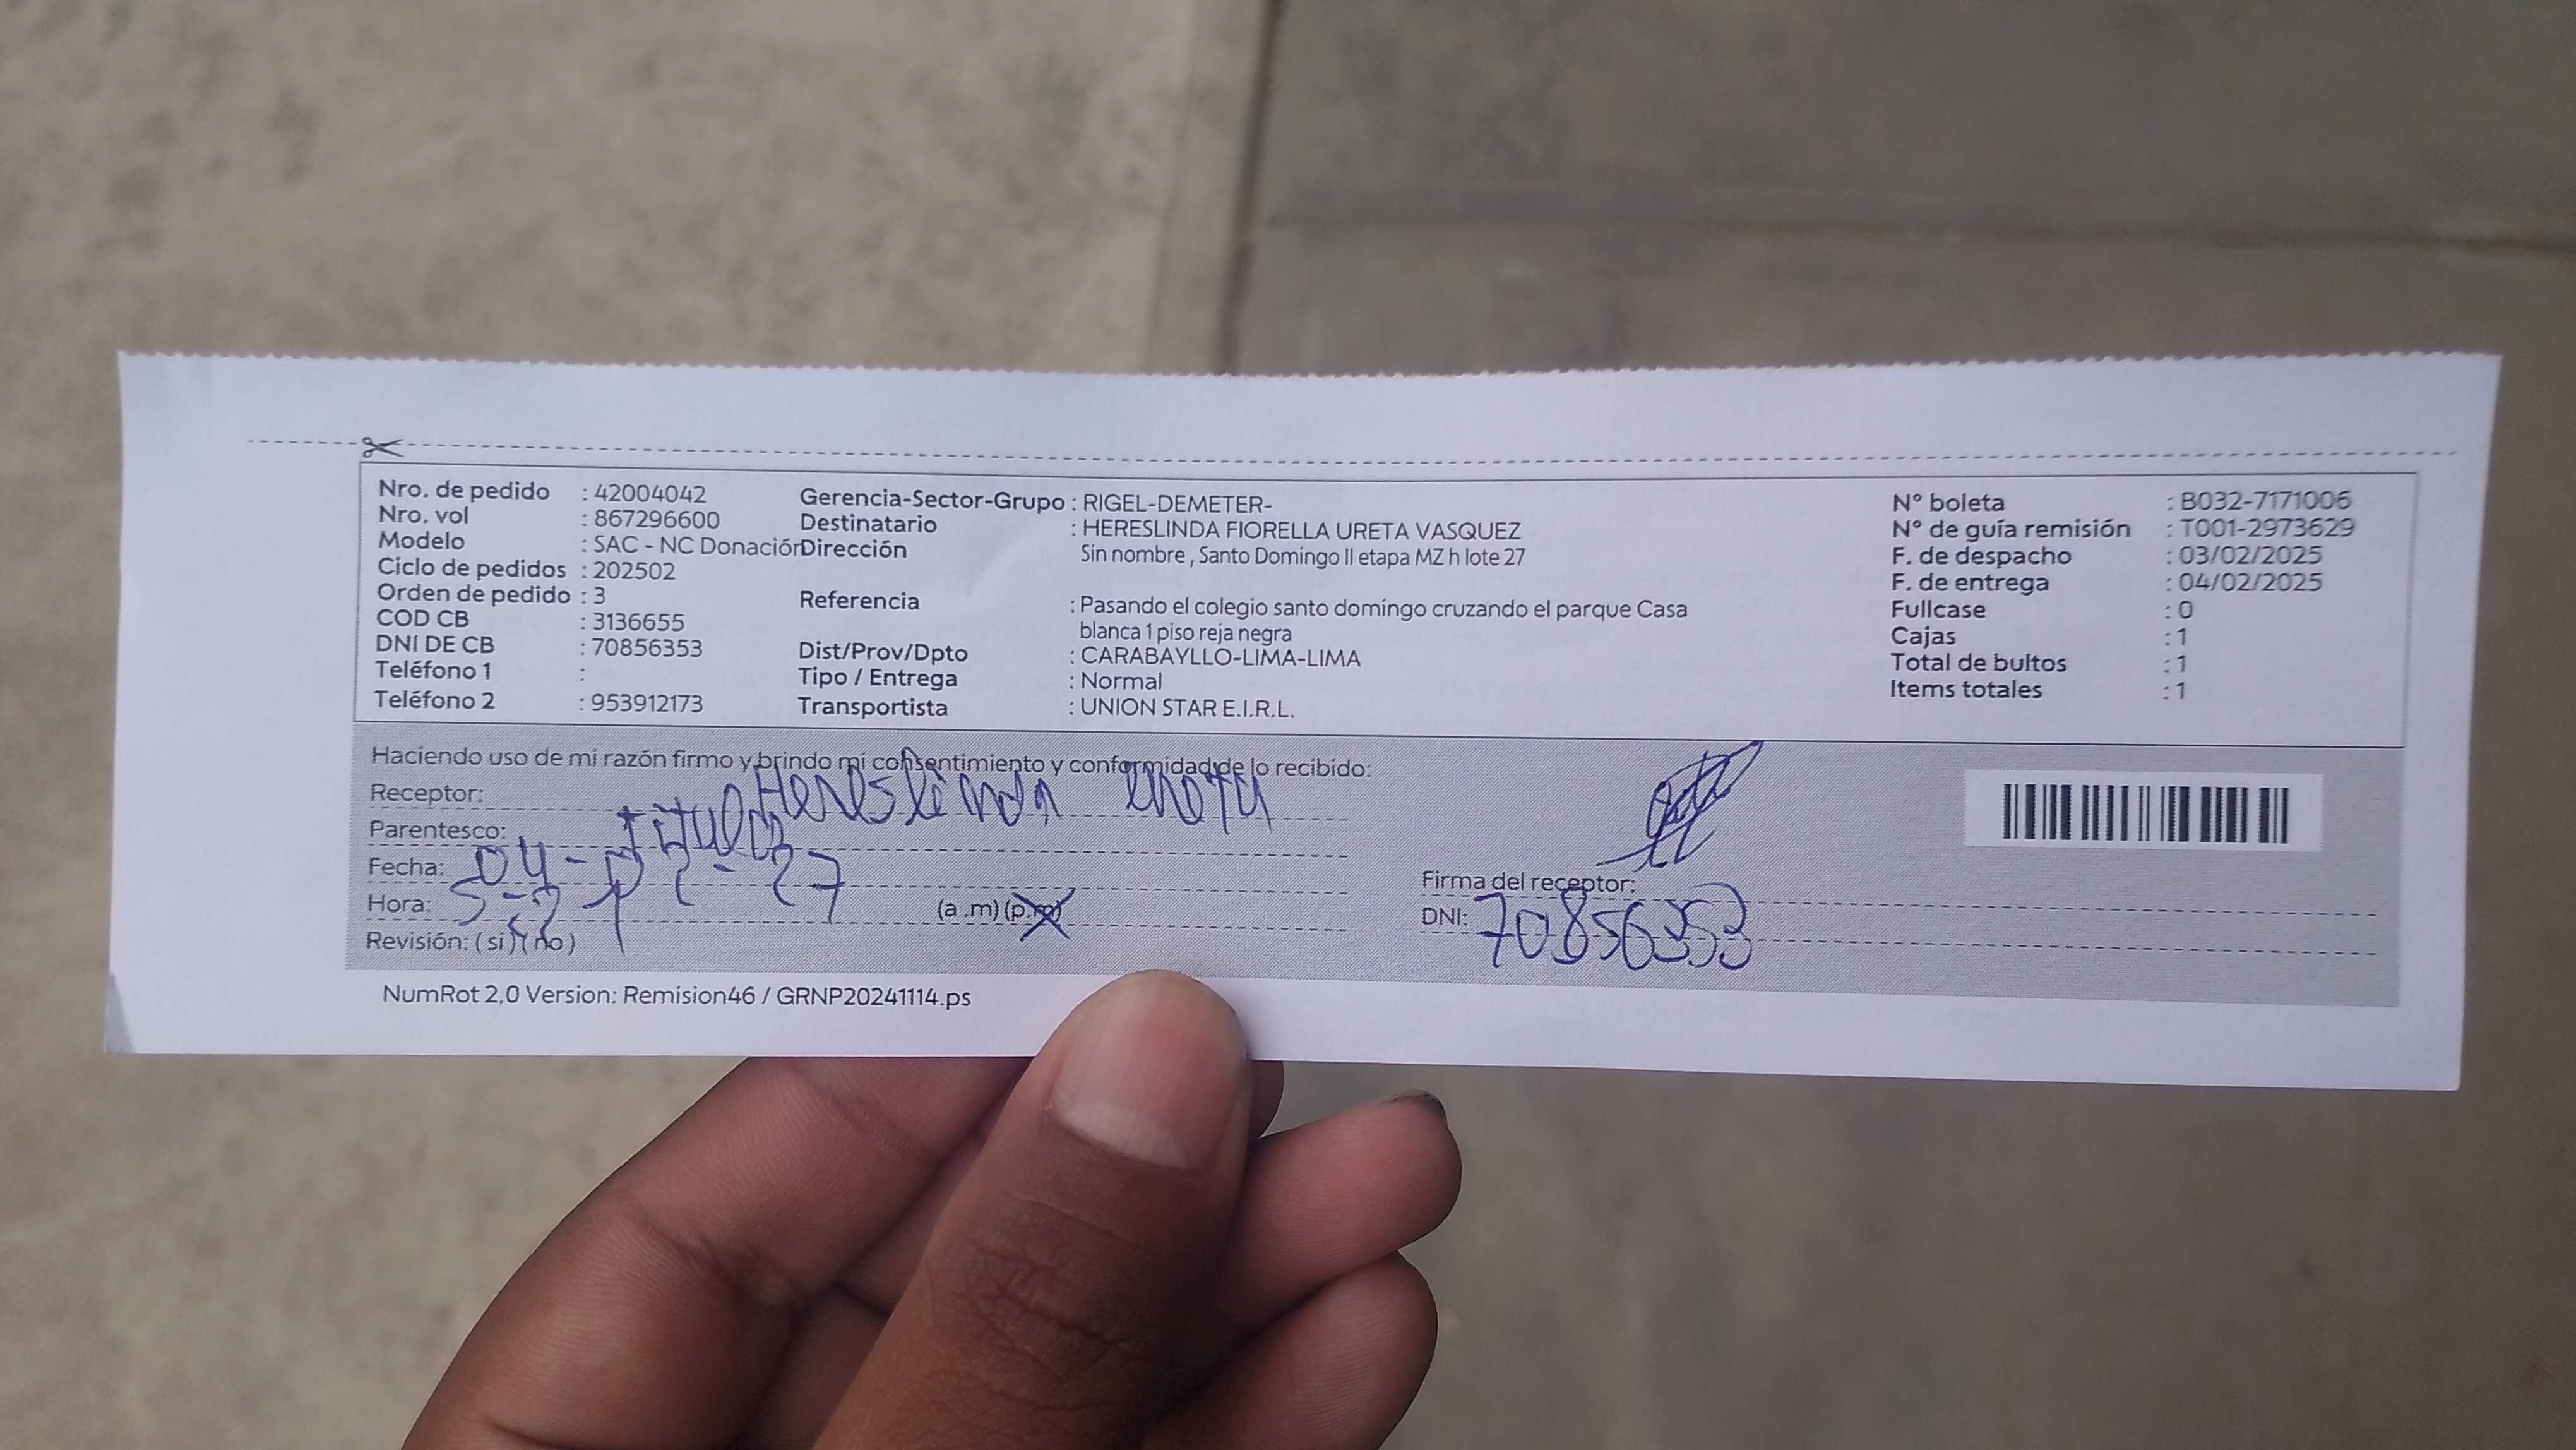 Nro. de pedido : 42004042
Nro. vol : 867296600
Modelo : SAC - NC Donación
Ciclo de pedidos : 202502
Orden de pedido : 3
COD CB : 3136655
DNI DE CB : 70856353
Teléfono 1 :
Teléfono 2 : 953912173
Gerencia-Sector-Grupo : RIGEL-DEMETER-
Destinatario : HERESLINDA FIORELLA URETA VASQUEZ
Dirección Sin nombre , Santo Domingo II etapa MZ h lote 27
Referencia : Pasando el colegio santo domingo cruzando el parque Casa
blanca 1 piso reja negra
Dist/Prov/Dpto : CARABAYLLO-LIMA-LIMA
Tipo / Entrega : Normal
Transportista : UNION STAR E.I.R.L.
N° boleta : B032-7171006
N° de guía remisión : T001-2973629
F. de despacho : 03/02/2025
F. de entrega : 04/02/2025
Fullcase : 0
Cajas : 1
Total de bultos : 1
Items totales : 1
Haciendo uso de mi razón firmo y brindo mi consentimiento y conformidad de lo recibido:
Receptor: Hereslinda
Parentesco:
Fecha: 04-
Hora: (a .m) (p.m)
Revisión: ( si ) ( no )
Firma del receptor:
DNI: 70856353
NumRot 2.0 Version: Remision46 / GRNP20241114.ps